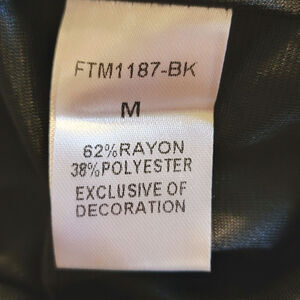 FTM1187-BK
M
62%RAYON
38%POLYESTER
EXCLUSIVE OF
DECORATION